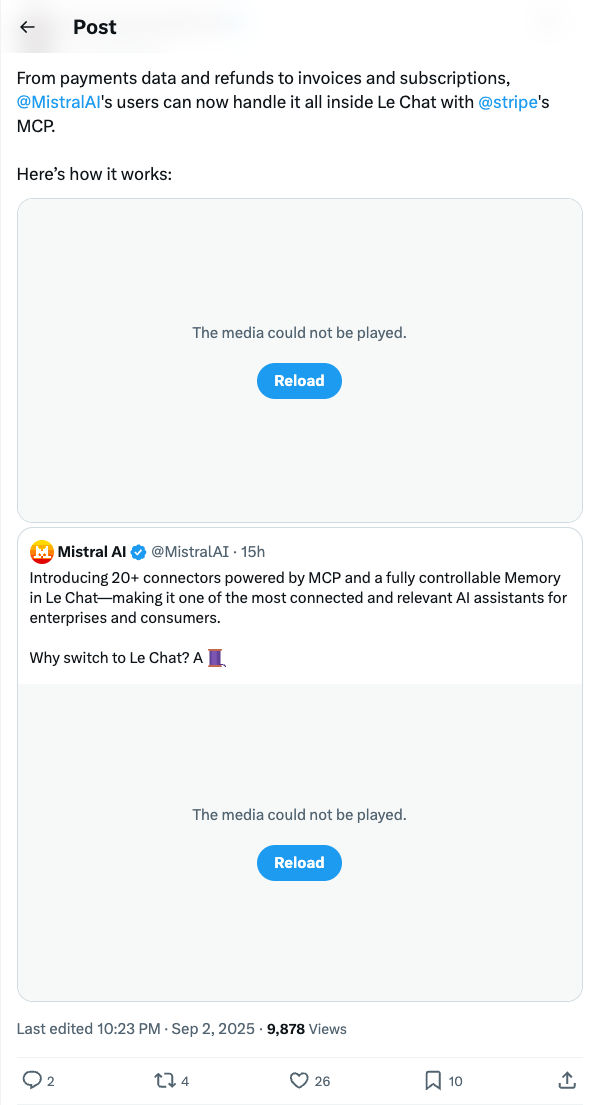 Post
From payments data and refunds to invoices and subscriptions,
@MistralAI's users can now handle it all inside Le Chat with @stripe's
MCP.
Here’s how it works:
The media could not be played.
Reload
Mistral AI @MistralAI · 15h
Introducing 20+ connectors powered by MCP and a fully controllable Memory
in Le Chat—making it one of the most connected and relevant AI assistants for
enterprises and consumers.
Why switch to Le Chat? A 🧵
The media could not be played.
Reload
Last edited 10:23 PM · Sep 2, 2025 · 9,878 Views
2 4 26 10